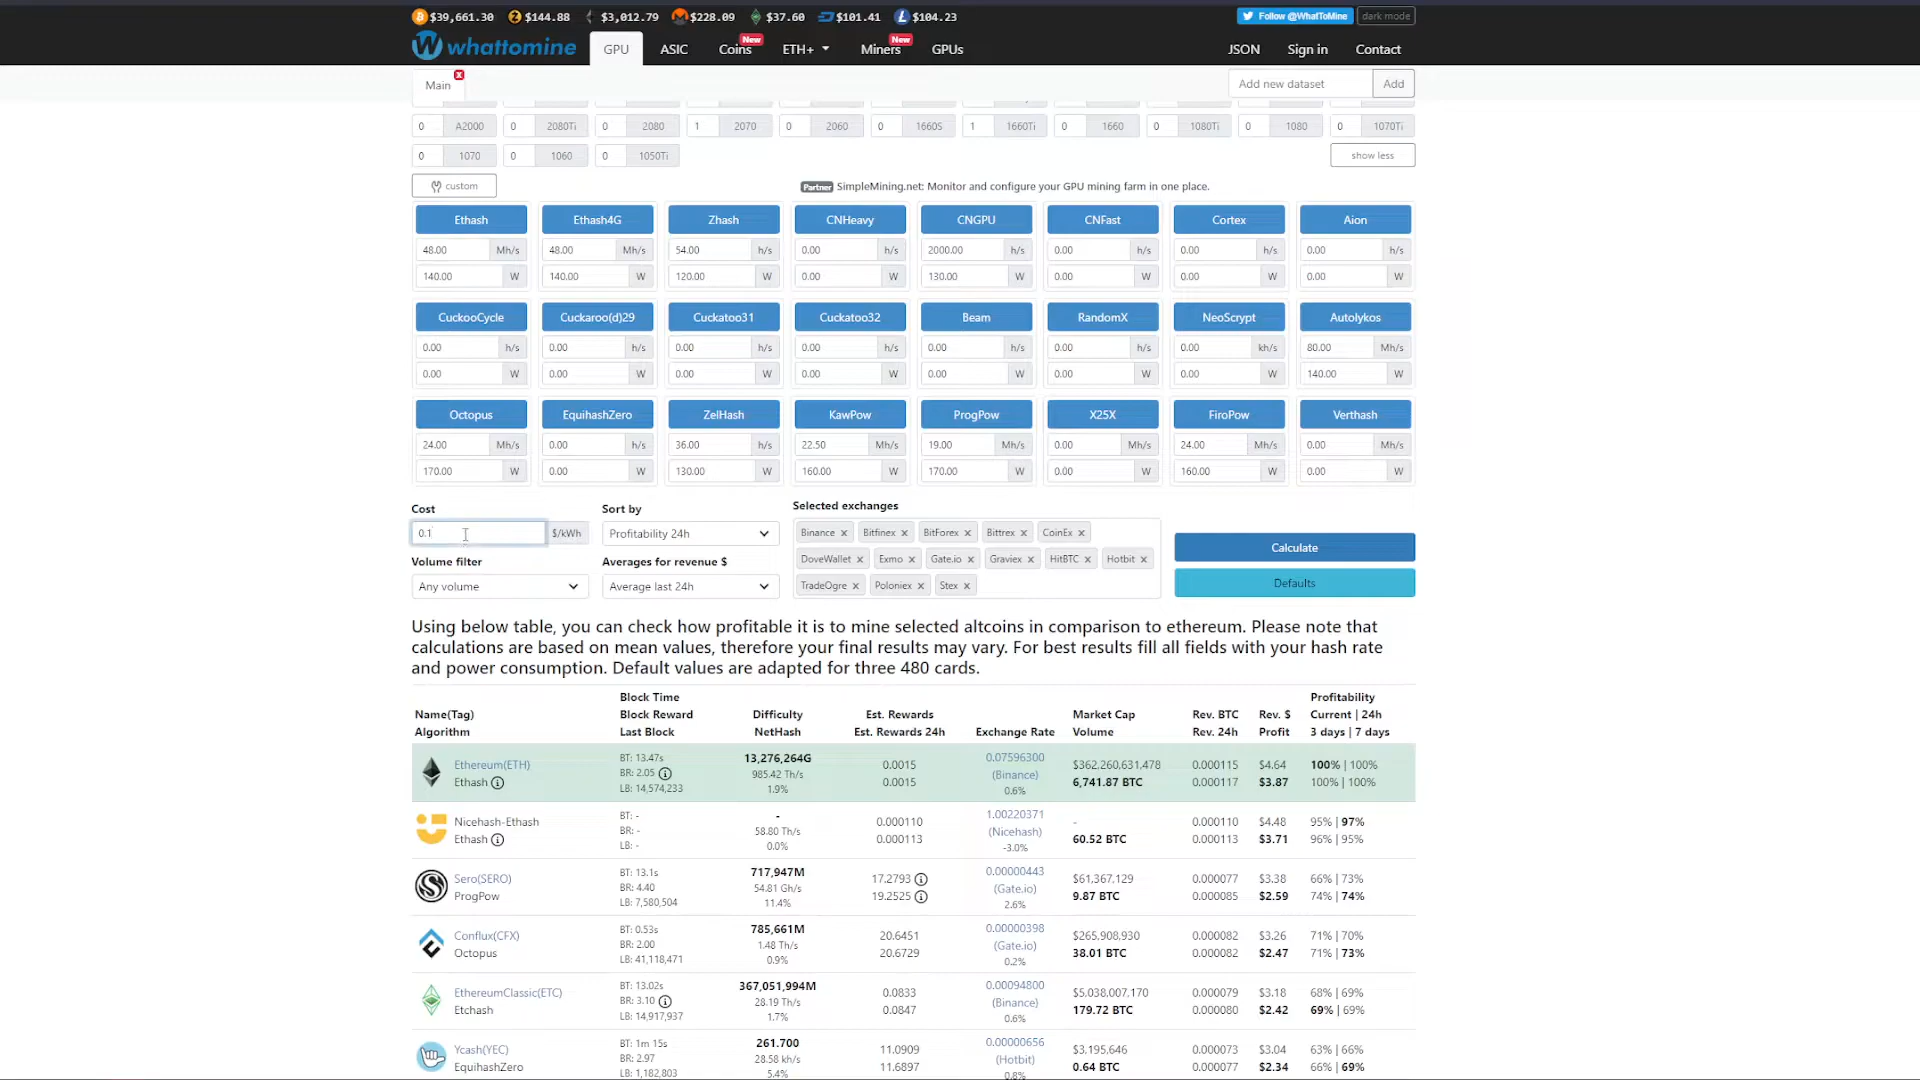 $39,661.30 $144.88 $3,012.79 $228.09 $37.60 $101.41 $104.23 Follow @WhatToMine dark mode
whattomine GPU ASIC Coins New ETH+ Miners New GPUs JSON Sign in Contact
Main x Add new dataset Add
0 A2000 0 2080Ti 0 2080 1 2070 0 2060 0 1660S 1 1660Ti 0 1660 0 1080Ti 0 1080 0 1070Ti
0 1070 0 1060 0 1050Ti show less
custom Partner SimpleMining.net: Monitor and configure your GPU mining farm in one place.
Ethash Ethash4G Zhash CNHeavy CNGPU CNFast Cortex Aion
48.00 Mh/s 48.00 Mh/s 54.00 h/s 0.00 h/s 2000.00 h/s 0.00 h/s 0.00 h/s 0.00 h/s
140.00 W 140.00 W 120.00 W 0.00 W 130.00 W 0.00 W 0.00 W 0.00 W
CuckooCycle Cuckaroo(d)29 Cuckatoo31 Cuckatoo32 Beam RandomX NeoScrypt Autolykos
0.00 h/s 0.00 h/s 0.00 h/s 0.00 h/s 0.00 h/s 0.00 h/s 0.00 kh/s 80.00 Mh/s
0.00 W 0.00 W 0.00 W 0.00 W 0.00 W 0.00 W 0.00 W 140.00 W
Octopus EquihashZero ZelHash KawPow ProgPow X25X FiroPow Verthash
24.00 Mh/s 0.00 h/s 36.00 h/s 22.50 Mh/s 19.00 Mh/s 0.00 Mh/s 24.00 Mh/s 0.00 Mh/s
170.00 W 0.00 W 130.00 W 160.00 W 170.00 W 0.00 W 160.00 W 0.00 W
Cost Sort by Selected exchanges
0.1 $/kWh Profitability 24h Binance x Bitfinex x BitForex x Bittrex x CoinEx x
Calculate
Volume filter Averages for revenue $ DoveWallet x Exmo x Gate.io x Graviex x HitBTC x Hotbit x
Any volume Average last 24h TradeOgre x Poloniex x Stex x Defaults
Using below table, you can check how profitable it is to mine selected altcoins in comparison to ethereum. Please note that
calculations are based on mean values, therefore your final results may vary. For best results fill all fields with your hash rate
and power consumption. Default values are adapted for three 480 cards.
Block Time Profitability
Name(Tag) Block Reward Difficulty Est. Rewards Market Cap Rev. BTC Rev. $ Current | 24h
Algorithm Last Block NetHash Est. Rewards 24h Exchange Rate Volume Rev. 24h Profit 3 days | 7 days
BT: 13.47s 13,276,264G 0.07596300
Ethereum(ETH) BR: 2.05 985.42 Th/s 0.0015 (Binance) $362,260,631,478 0.000115 $4.64 100% | 100%
Ethash LB: 14,574,233 1.9% 0.0015 0.6% 6,741.87 BTC 0.000117 $3.87 100% | 100%
BT: - - 1.00220371
Nicehash-Ethash BR: - 58.80 Th/s 0.000110 (Nicehash) - 0.000110 $4.48 95% | 97%
Ethash LB: - 0.0% 0.000113 -3.0% 60.52 BTC 0.000113 $3.71 96% | 95%
BT: 13.1s 717,947M 0.00000443
Sero(SERO) BR: 4.40 54.81 Gh/s 17.2793 (Gate.io) $61,367,129 0.000077 $3.38 66% | 73%
ProgPow LB: 7,580,504 11.4% 19.2525 2.6% 9.87 BTC 0.000085 $2.59 74% | 74%
BT: 0.53s 785,661M 0.00000398
Conflux(CFX) BR: 2.00 1.48 Th/s 20.6451 (Gate.io) $265,908,930 0.000082 $3.26 71% | 70%
Octopus LB: 41,118,471 0.9% 20.6729 0.2% 38.01 BTC 0.000082 $2.47 71% | 73%
BT: 13.02s 367,051,994M 0.00094800
EthereumClassic(ETC) BR: 3.10 28.19 Th/s 0.0833 (Binance) $5,038,007,170 0.000079 $3.18 68% | 69%
Etchash LB: 14,917,937 1.7% 0.0847 0.6% 179.72 BTC 0.000080 $2.42 69% | 69%
BT: 1m 15s 261.700 0.00000656
Ycash(YEC) BR: 2.97 28.58 kh/s 11.0909 (Hotbit) $3,195,646 0.000073 $3.04 63% | 66%
EquihashZero LB: 1,182,803 5.4% 11.6897 0.8% 0.64 BTC 0.000077 $2.34 66% | 69%